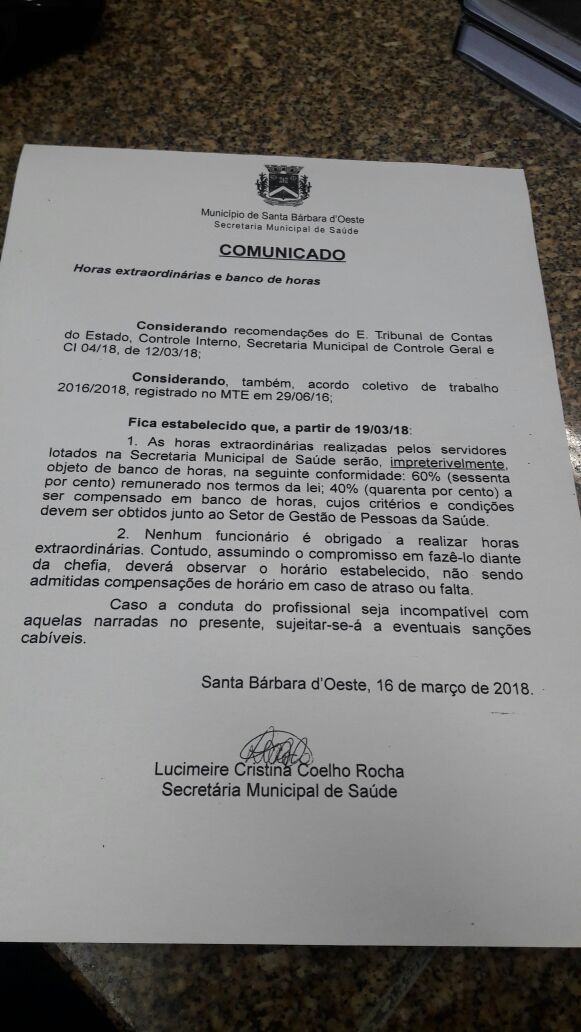 Município de Santa Bárbara d'Oeste
Secretaria Municipal de Saúde
COMUNICADO
Horas extraordinárias e banco de horas
Considerando recomendações do E. Tribunal de Contas
do Estado, Controle Interno, Secretaria Municipal de Controle Geral e
CI 04/18, de 12/03/18;
Considerando, também, acordo coletivo de trabalho
2016/2018, registrado no MTE em 29/06/16;
Fica estabelecido que, a partir de 19/03/18:
1. As horas extraordinárias realizadas pelos servidores
lotados na Secretaria Municipal de Saúde serão, impreterivelmente,
objeto de banco de horas, na seguinte conformidade: 60% (sessenta
por cento) remunerado nos termos da lei; 40% (quarenta por cento) a
ser compensado em banco de horas, cujos critérios e condições
devem ser obtidos junto ao Setor de Gestão de Pessoas da Saúde.
2. Nenhum funcionário é obrigado a realizar horas
extraordinárias. Contudo, assumindo o compromisso em fazê-lo diante
da chefia, deverá observar o horário estabelecido, não sendo
admitidas compensações de horário em caso de atraso ou falta.
Caso a conduta do profissional seja incompatível com
aquelas narradas no presente, sujeitar-se-á a eventuais sanções
cabíveis.
Santa Bárbara d'Oeste, 16 de março de 2018.
Lucimeire Cristina Coelho Rocha
Secretária Municipal de Saúde